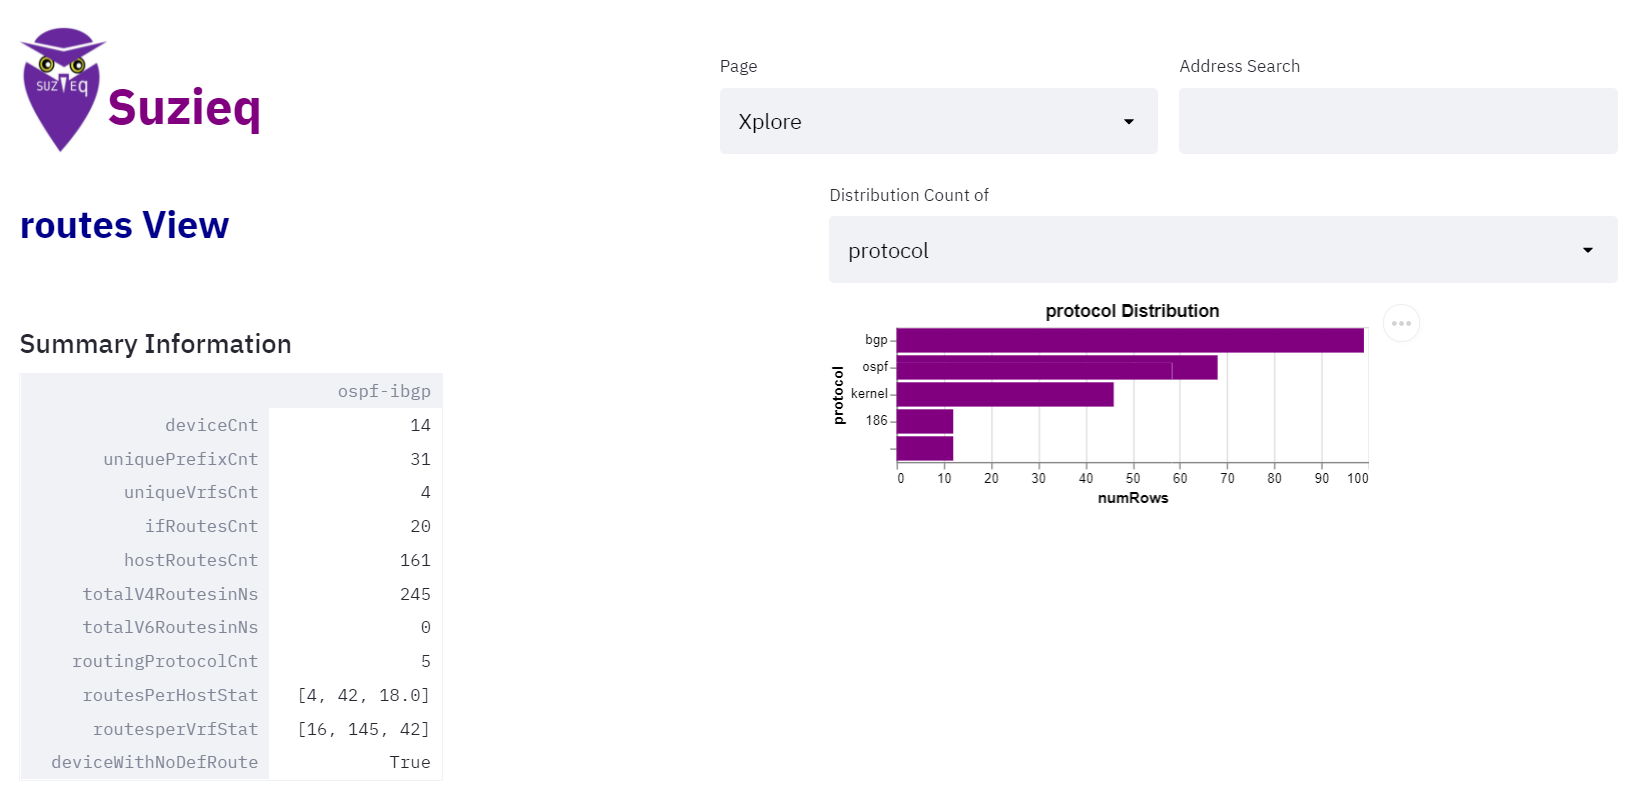 SUZIEq
Suzieq
Page
Address Search
Xplore
routes View
Distribution Count of
protocol
Summary Information
ospf-ibgp
deviceCnt 14
uniquePrefixCnt 31
uniqueVrfsCnt 4
ifRoutesCnt 20
hostRoutesCnt 161
totalV4RoutesinNs 245
totalV6RoutesinNs 0
routingProtocolCnt 5
routesPerHostStat [4, 42, 18.0]
routesperVrfStat [16, 145, 42]
deviceWithNoDefRoute True
protocol Distribution
protocol
bgp
ospf
kernel
186
0 10 20 30 40 50 60 70 80 90 100
numRows